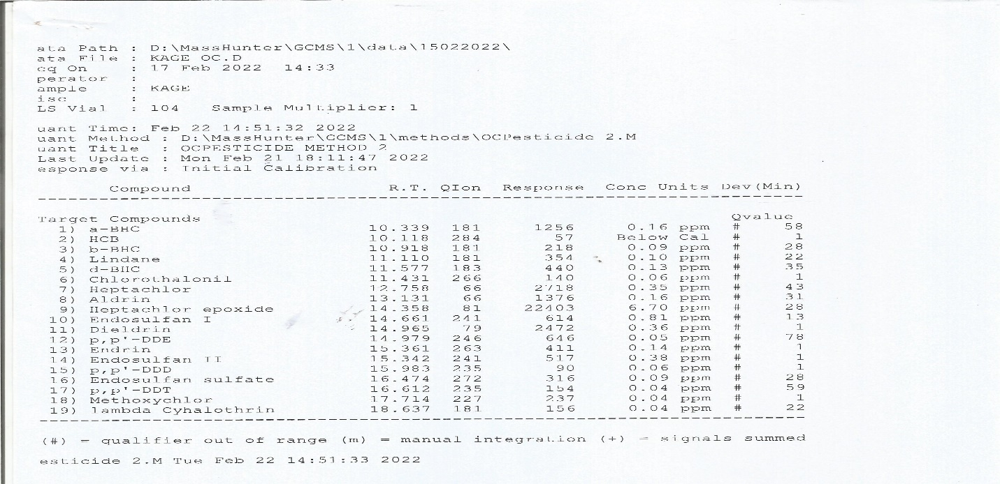 ata Path : D:\MassHunter\GCMS\1\data\15022022\
ata File : KAGE OC.D
cq On : 17 Feb 2022 14:33
perator :
ample : KAGE
isc :
LS Vial : 104 Sample Multiplier: 1
uant Time: Feb 22 14:51:32 2022
uant Method : D:\MassHunter\GCMS\1\methods\OCPesticide 2.M
uant Title : OCPESTICIDE METHOD 2
Last Update : Mon Feb 21 18:11:47 2022
esponse via : Initial Calibration
Compound R.T. QIon Response Conc Units Dev(Min)
Target Compounds Qvalue
1) a-BHC 10.339 181 1256 0.16 ppm # 58
2) HCB 10.118 284 57 Below Cal # 1
3) b-BHC 10.918 181 218 0.09 ppm # 28
4) Lindane 11.110 181 354 0.10 ppm # 22
5) d-BHC 11.577 183 440 0.13 ppm # 35
6) Chlorothalonil 11.431 266 140 0.06 ppm # 1
7) Heptachlor 12.758 66 2718 0.35 ppm # 43
8) Aldrin 13.131 66 1376 0.16 ppm # 31
9) Heptachlor epoxide 14.358 81 22403 6.70 ppm # 28
10) Endosulfan I 14.661 241 614 0.81 ppm # 13
11) Dieldrin 14.965 79 2472 0.36 ppm # 1
12) p,p'-DDE 14.979 246 646 0.05 ppm # 78
13) Endrin 15.361 263 411 0.14 ppm # 1
14) Endosulfan II 15.342 241 517 0.38 ppm # 1
15) p,p'-DDD 15.983 235 90 0.06 ppm # 1
16) Endosulfan sulfate 16.474 272 316 0.09 ppm # 28
17) p,p'-DDT 16.612 235 154 0.04 ppm # 59
18) Methoxychlor 17.714 227 237 0.04 ppm # 1
19) lambda Cyhalothrin 18.637 181 156 0.04 ppm # 22
(#) = qualifier out of range (m) = manual integration (+) = signals summed
esticide 2.M Tue Feb 22 14:51:33 2022